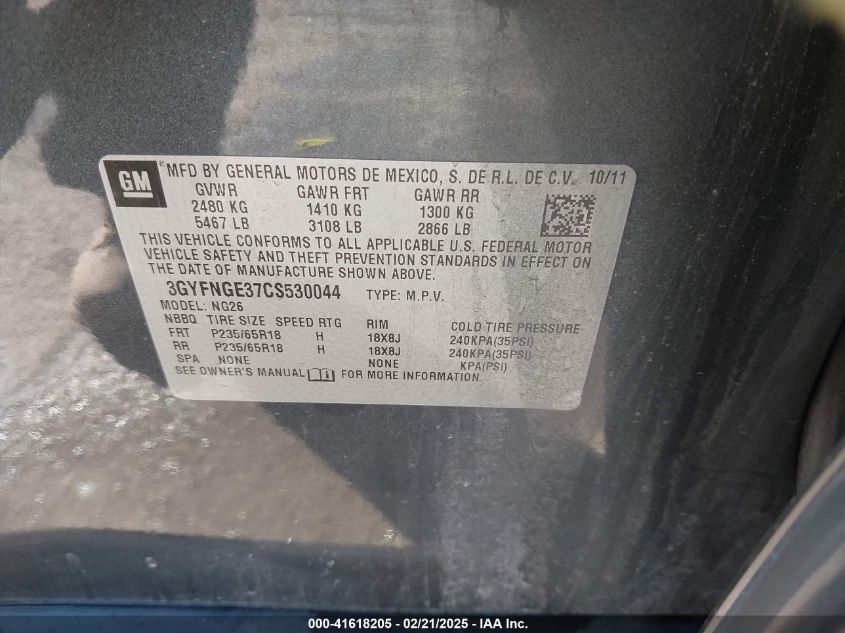 GM ® MFD BY GENERAL MOTORS DE MEXICO, S. DE R.L. DE C.V. 10/11
GVWR GAWR FRT GAWR RR
2480 KG 1410 KG 1300 KG
5467 LB 3108 LB 2866 LB
THIS VEHICLE CONFORMS TO ALL APPLICABLE U.S. FEDERAL MOTOR
VEHICLE SAFETY AND THEFT PREVENTION STANDARDS IN EFFECT ON
THE DATE OF MANUFACTURE SHOWN ABOVE.
3GYFNGE37CS530044 TYPE: M.P.V.
MODEL: NG26
NBBQ TIRE SIZE SPEED RTG RIM COLD TIRE PRESSURE
FRT P235/65R18 H 18X8J 240KPA(35PSI)
RR P235/65R18 H 18X8J 240KPA(35PSI)
SPA NONE NONE KPA(PSI)
SEE OWNER'S MANUAL i FOR MORE INFORMATION.
000-41618205 - 02/21/2025 - IAA Inc.